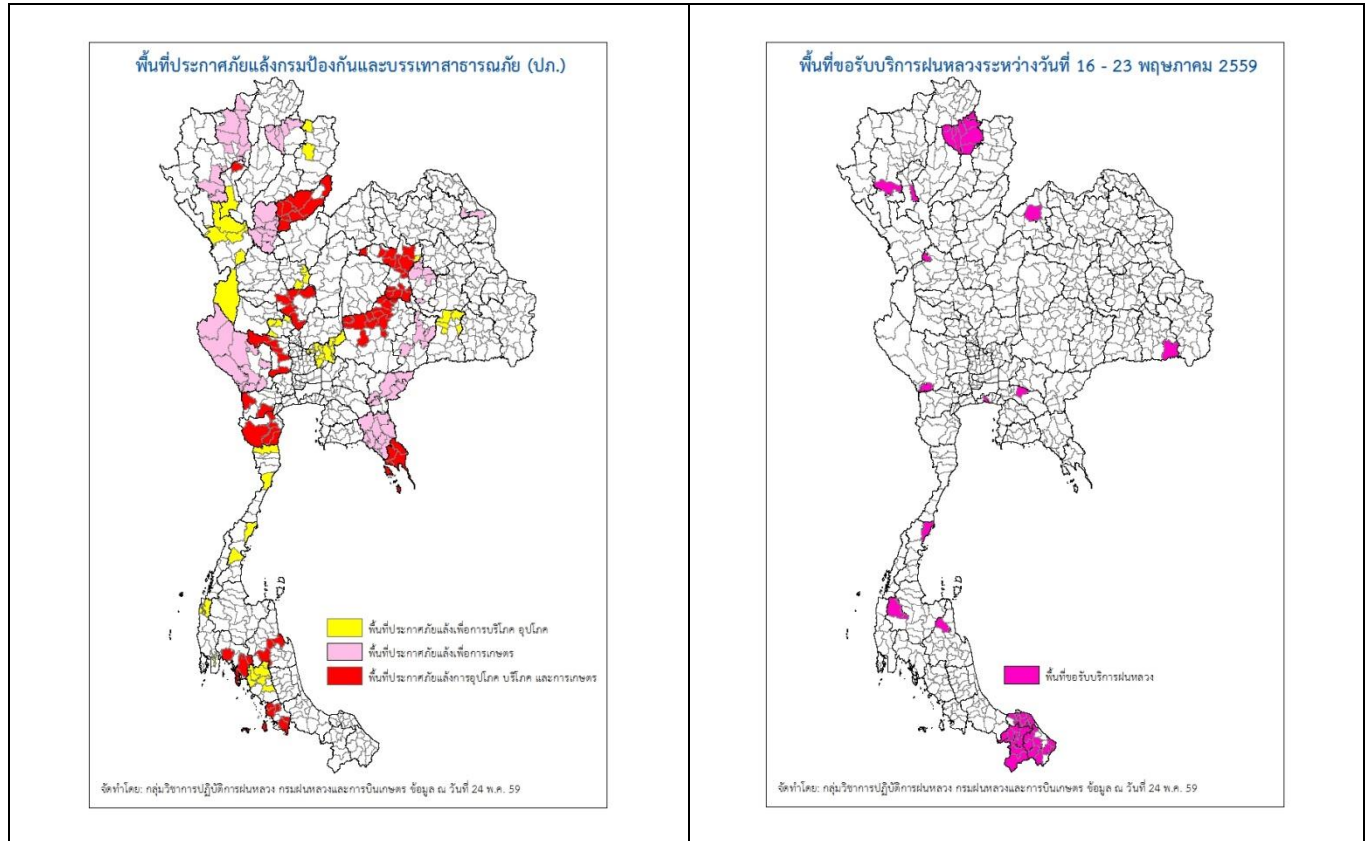 พื้นที่ประกาศภัยแล้งกรมป้องกันและบรรเทาสาธารณภัย (ปภ.)
พื้นที่ประกาศภัยแล้งเพื่อการบริโภค อุปโภค
พื้นที่ประกาศภัยแล้งเพื่อการเกษตร
พื้นที่ประกาศภัยแล้งการอุปโภค บริโภค และการเกษตร
จัดทำโดย: กลุ่มวิชาการปฏิบัติการฝนหลวง กรมฝนหลวงและการบินเกษตร ข้อมูล ณ วันที่ 24 พ.ค. 59
พื้นที่ขอรับบริการฝนหลวงระหว่างวันที่ 16 - 23 พฤษภาคม 2559
พื้นที่ขอรับบริการฝนหลวง
จัดทำโดย: กลุ่มวิชาการปฏิบัติการฝนหลวง กรมฝนหลวงและการบินเกษตร ข้อมูล ณ วันที่ 24 พ.ค. 59